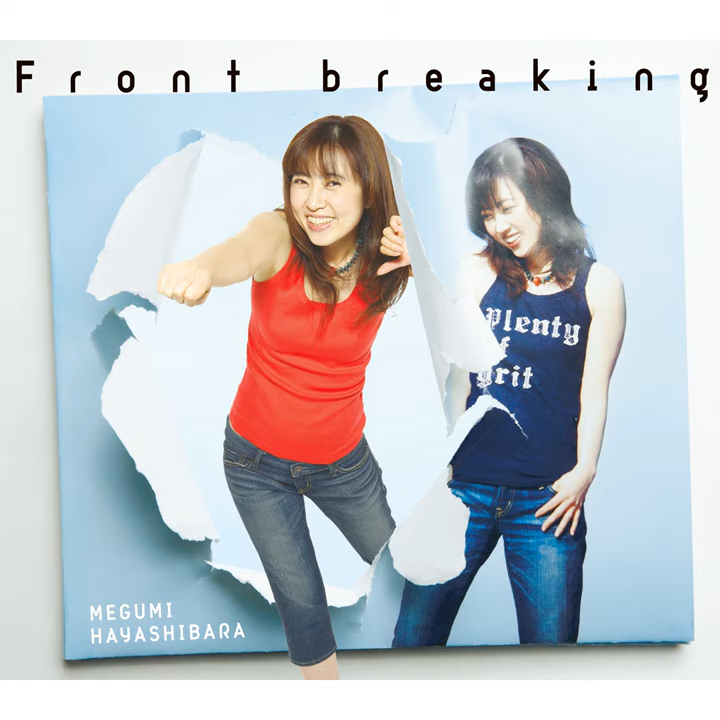 Front breaking
Plenty
of
grit
MEGUMI
HAYASHIBARA